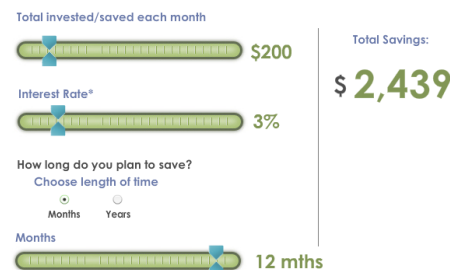 Total invested/saved each month
$200
Interest Rate*
3%
How long do you plan to save?
Choose length of time
Months Years
Months
12 mths
Total Savings:
$ 2,439